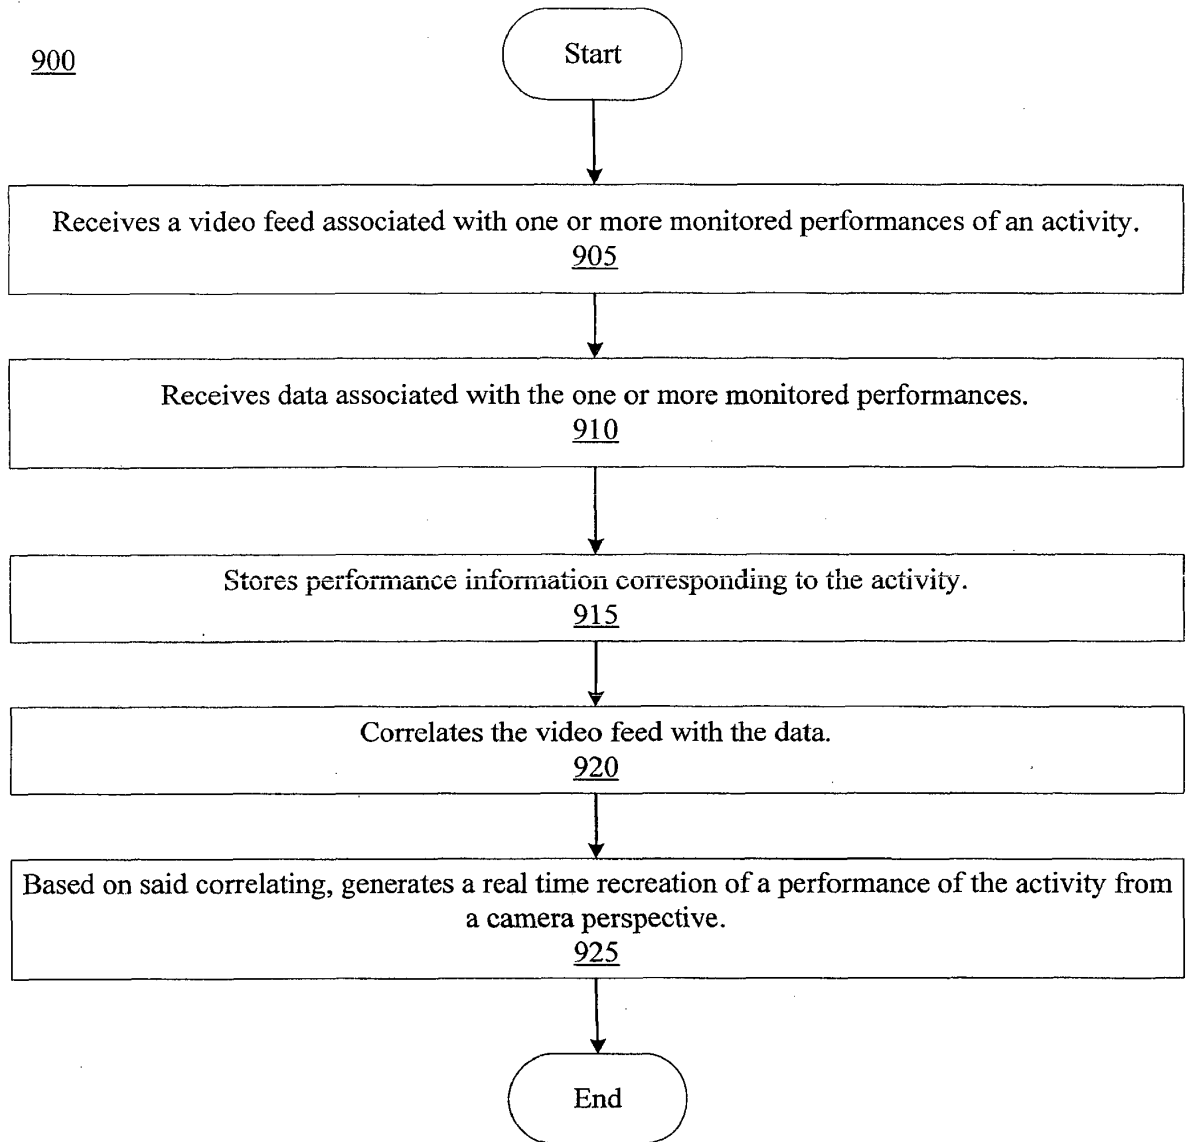 900
Start
Receives a video feed associated with one or more monitored performances of an activity.
905
Receives data associated with the one or more monitored performances.
910
Stores performance information corresponding to the activity.
915
Correlates the video feed with the data.
920
Based on said correlating, generates a real time recreation of a performance of the activity from
a camera perspective.
925
End